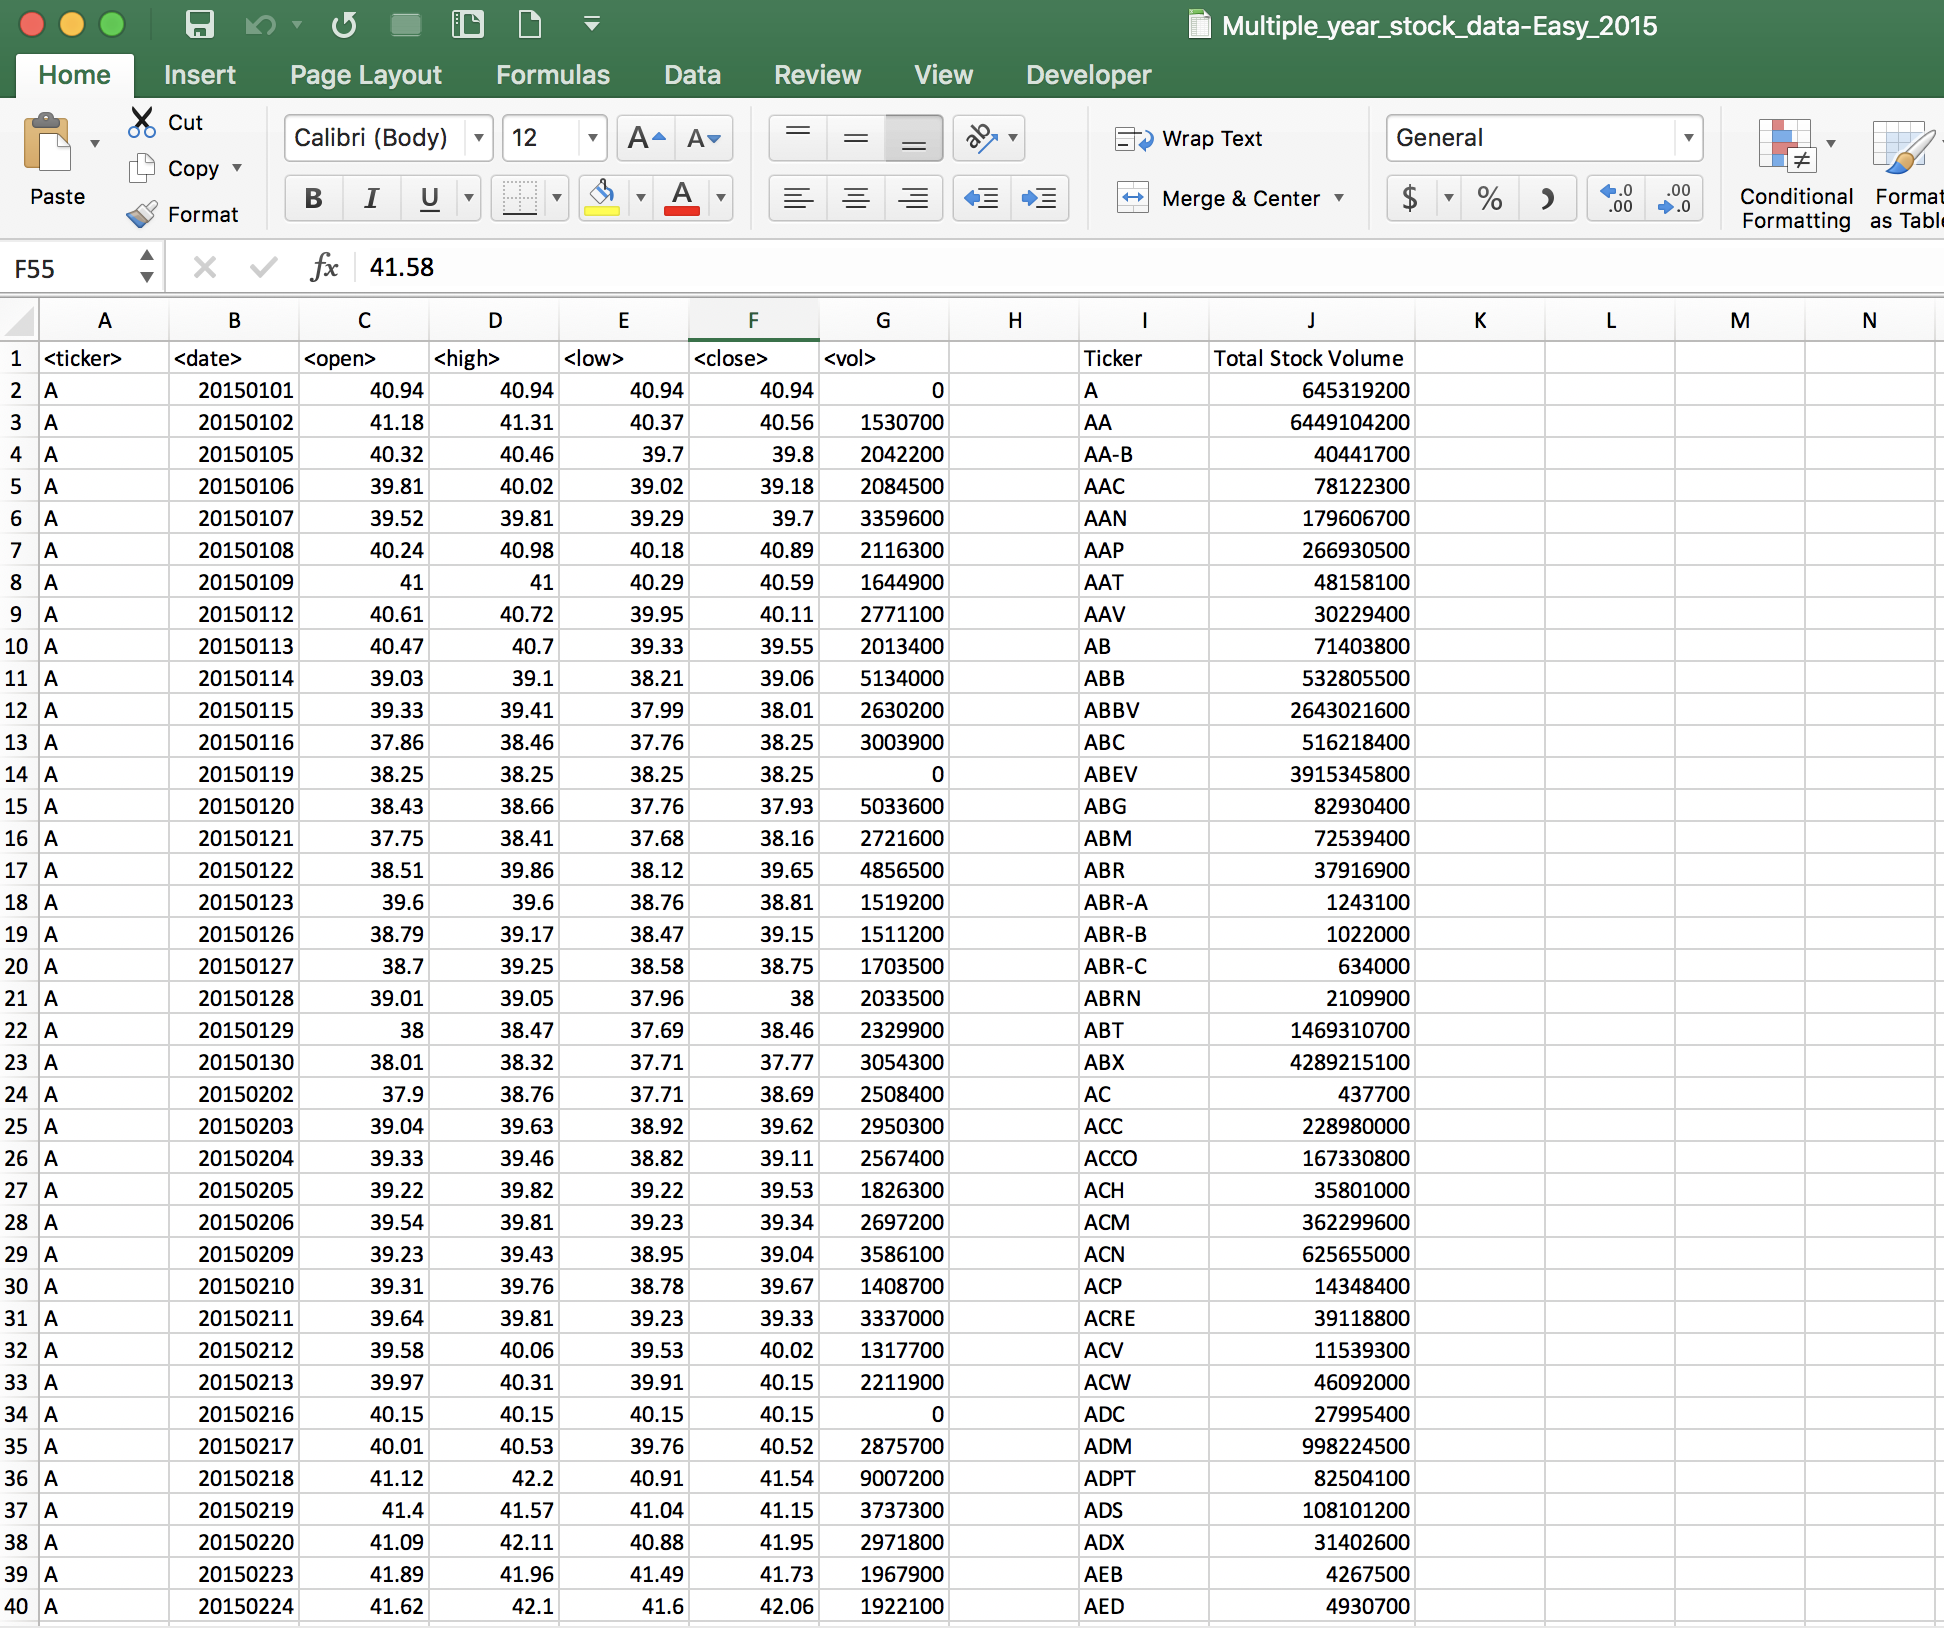 Multiple_year_stock_data-Easy_2015
Home Insert Page Layout Formulas Data Review View Developer
Paste Cut Copy Format
Calibri (Body) 12 A A
B I U A
ab Wrap Text
Merge & Center
General
$ % .0 .00 .00 .0
Conditional Formatting
Format as Table
F55 fx 41.58
A B C D E F G H I J K L M N
1 <ticker> <date> <open> <high> <low> <close> <vol> Ticker Total Stock Volume
2 A 20150101 40.94 40.94 40.94 40.94 0 A 645319200
3 A 20150102 41.18 41.31 40.37 40.56 1530700 AA 6449104200
4 A 20150105 40.32 40.46 39.7 39.8 2042200 AA-B 40441700
5 A 20150106 39.81 40.02 39.02 39.18 2084500 AAC 78122300
6 A 20150107 39.52 39.81 39.29 39.7 3359600 AAN 179606700
7 A 20150108 40.24 40.98 40.18 40.89 2116300 AAP 266930500
8 A 20150109 41 41 40.29 40.59 1644900 AAT 48158100
9 A 20150112 40.61 40.72 39.95 40.11 2771100 AAV 30229400
10 A 20150113 40.47 40.7 39.33 39.55 2013400 AB 71403800
11 A 20150114 39.03 39.1 38.21 39.06 5134000 ABB 532805500
12 A 20150115 39.33 39.41 37.99 38.01 2630200 ABBV 2643021600
13 A 20150116 37.86 38.46 37.76 38.25 3003900 ABC 516218400
14 A 20150119 38.25 38.25 38.25 38.25 0 ABEV 3915345800
15 A 20150120 38.43 38.66 37.76 37.93 5033600 ABG 82930400
16 A 20150121 37.75 38.41 37.68 38.16 2721600 ABM 72539400
17 A 20150122 38.51 39.86 38.12 39.65 4856500 ABR 37916900
18 A 20150123 39.6 39.6 38.76 38.81 1519200 ABR-A 1243100
19 A 20150126 38.79 39.17 38.47 39.15 1511200 ABR-B 1022000
20 A 20150127 38.7 39.25 38.58 38.75 1703500 ABR-C 634000
21 A 20150128 39.01 39.05 37.96 38 2033500 ABRN 2109900
22 A 20150129 38 38.47 37.69 38.46 2329900 ABT 1469310700
23 A 20150130 38.01 38.32 37.71 37.77 3054300 ABX 4289215100
24 A 20150202 37.9 38.76 37.71 38.69 2508400 AC 437700
25 A 20150203 39.04 39.63 38.92 39.62 2950300 ACC 228980000
26 A 20150204 39.33 39.46 38.82 39.11 2567400 ACCO 167330800
27 A 20150205 39.22 39.82 39.22 39.53 1826300 ACH 35801000
28 A 20150206 39.54 39.81 39.23 39.34 2697200 ACM 362299600
29 A 20150209 39.23 39.43 38.95 39.04 3586100 ACN 625655000
30 A 20150210 39.31 39.76 38.78 39.67 1408700 ACP 14348400
31 A 20150211 39.64 39.81 39.23 39.33 3337000 ACRE 39118800
32 A 20150212 39.58 40.06 39.53 40.02 1317700 ACV 11539300
33 A 20150213 39.97 40.31 39.91 40.15 2211900 ACW 46092000
34 A 20150216 40.15 40.15 40.15 40.15 0 ADC 27995400
35 A 20150217 40.01 40.53 39.76 40.52 2875700 ADM 998224500
36 A 20150218 41.12 42.2 40.91 41.54 9007200 ADPT 82504100
37 A 20150219 41.4 41.57 41.04 41.15 3737300 ADS 108101200
38 A 20150220 41.09 42.11 40.88 41.95 2971800 ADX 31402600
39 A 20150223 41.89 41.96 41.49 41.73 1967900 AEB 4267500
40 A 20150224 41.62 42.1 41.6 42.06 1922100 AED 4930700